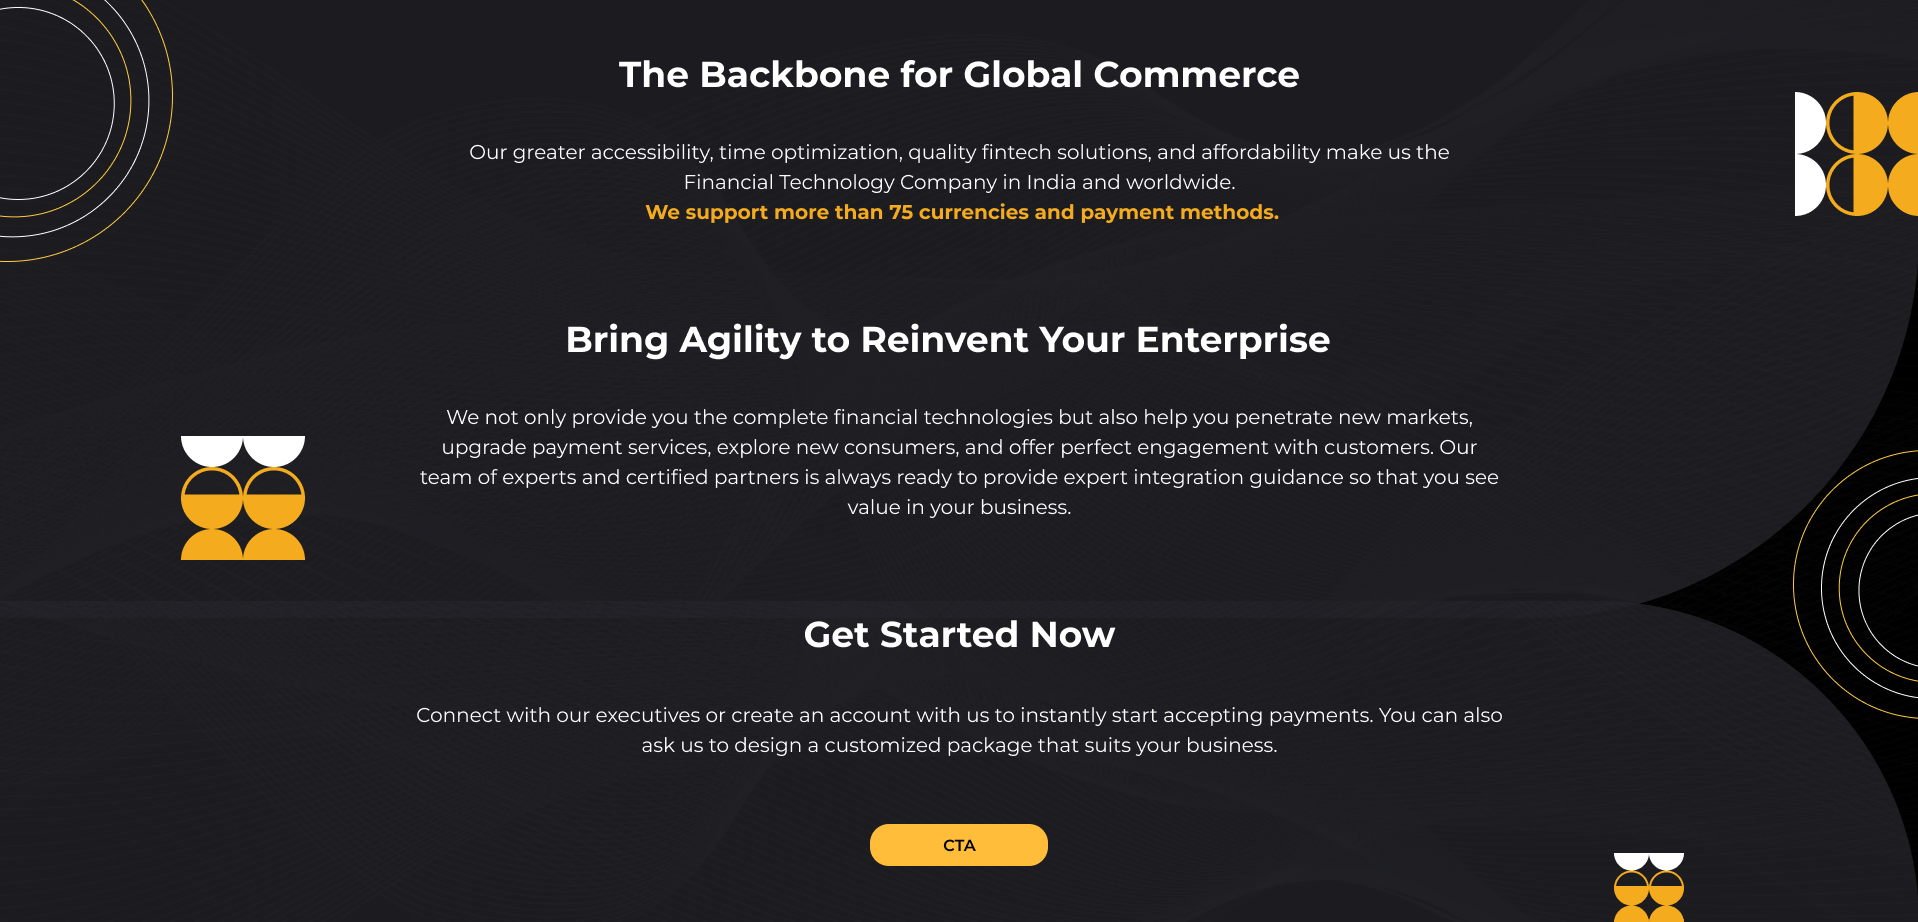 The Backbone for Global Commerce
Our greater accessibility, time optimization, quality fintech solutions, and affordability make us the
Financial Technology Company in India and worldwide.
We support more than 75 currencies and payment methods.
Bring Agility to Reinvent Your Enterprise
We not only provide you the complete financial technologies but also help you penetrate new markets,
upgrade payment services, explore new consumers, and offer perfect engagement with customers. Our
team of experts and certified partners is always ready to provide expert integration guidance so that you see
value in your business.
Get Started Now
Connect with our executives or create an account with us to instantly start accepting payments. You can also
ask us to design a customized package that suits your business.
CTA